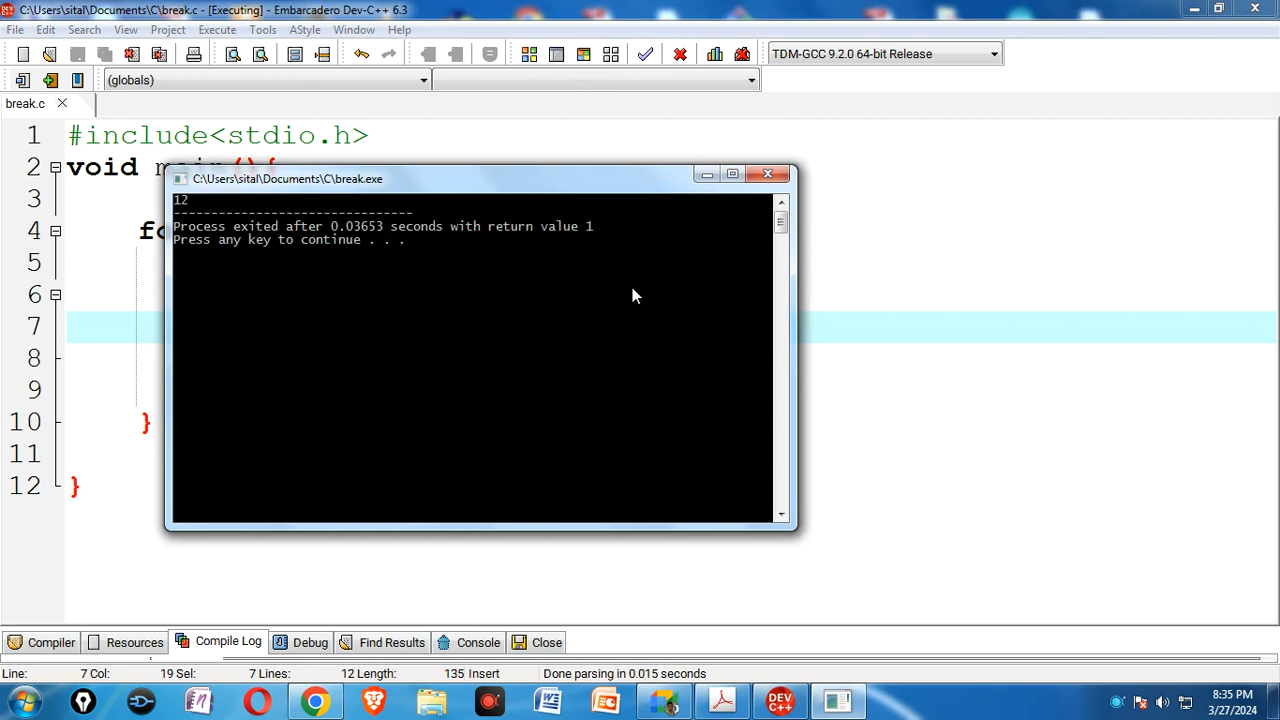 C:\Users\sital\Documents\C\break.c - [Executing] - Embarcadero Dev-C++ 6.3
File Edit Search View Project Execute Tools AStyle Window Help
TDM-GCC 9.2.0 64-bit Release
(globals)
break.c
1 #include<stdio.h>
2 void main(){
3
4 fo
5
6
7
8
9
10 }
11
12 }
C:\Users\sital\Documents\C\break.exe
12
--------------------------------
Process exited after 0.03653 seconds with return value 1
Press any key to continue . . .
Compiler Resources Compile Log Debug Find Results Console Close
Line: 7 Col: 19 Sel: 7 Lines: 12 Length: 135 Insert Done parsing in 0.015 seconds
DEV C++
8:35 PM
3/27/2024